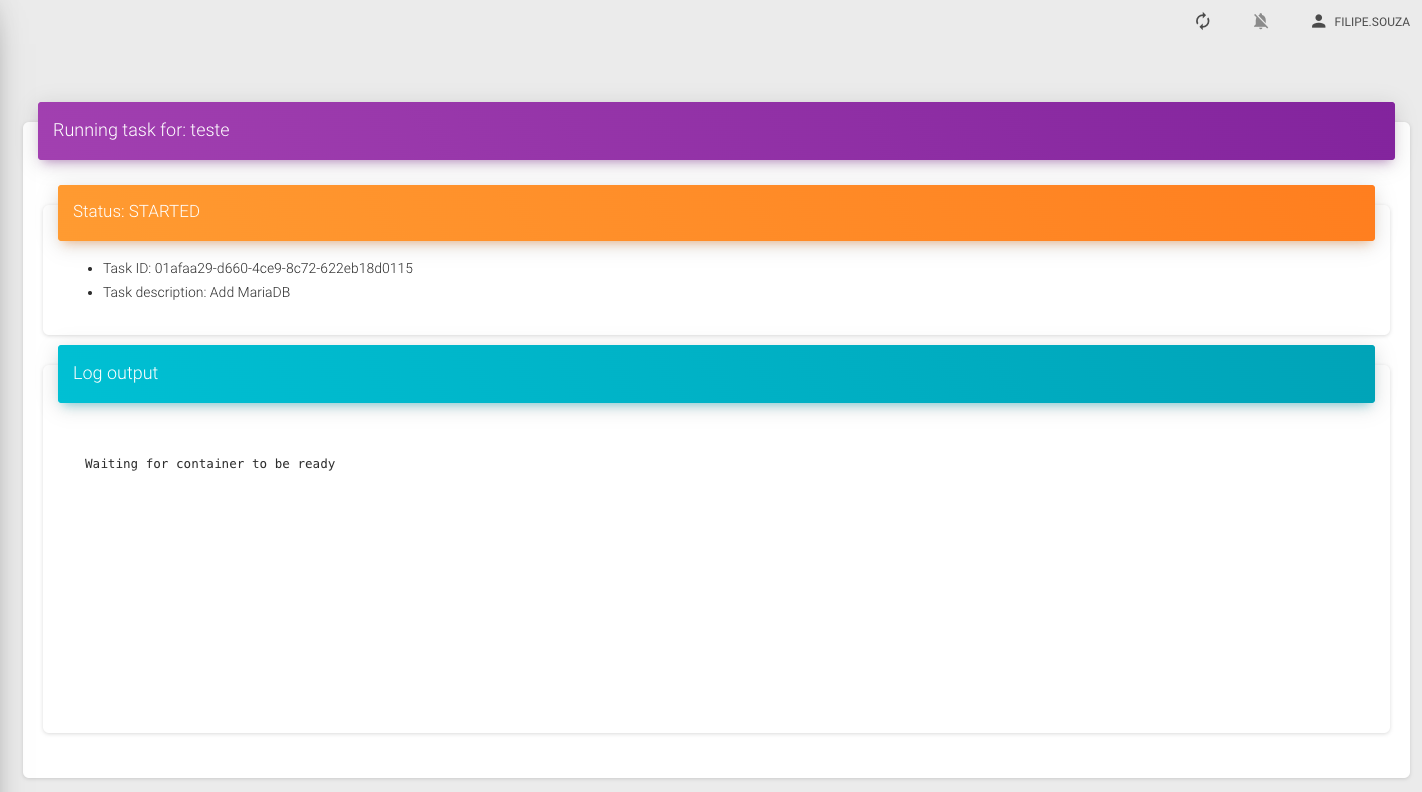 FILIPE.SOUZA
Running task for: teste
Status: STARTED
Task ID: 01afaa29-d660-4ce9-8c72-622eb18d0115
Task description: Add MariaDB
Log output
Waiting for container to be ready